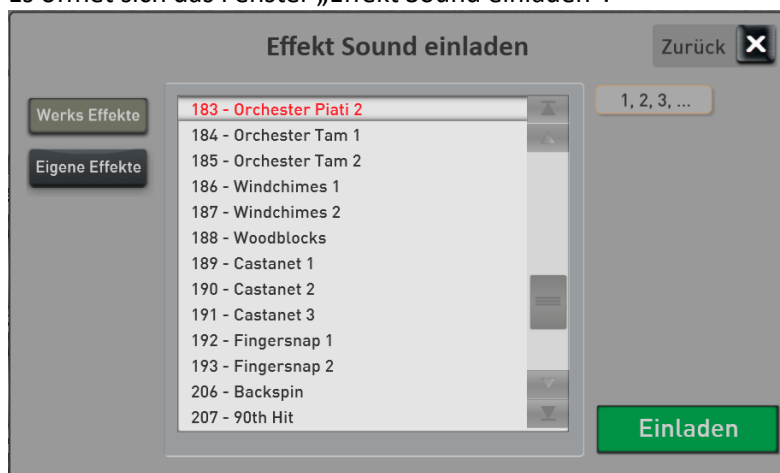 Es öffnet sich das Fenster „Effekt Sound einladen“.
Effekt Sound einladen
Zurück
Werks Effekte
Eigene Effekte
183 - Orchester Piati 2
184 - Orchester Tam 1
185 - Orchester Tam 2
186 - Windchimes 1
187 - Windchimes 2
188 - Woodblocks
189 - Castanet 1
190 - Castanet 2
191 - Castanet 3
192 - Fingersnap 1
193 - Fingersnap 2
206 - Backspin
207 - 90th Hit
1, 2, 3, ...
Einladen